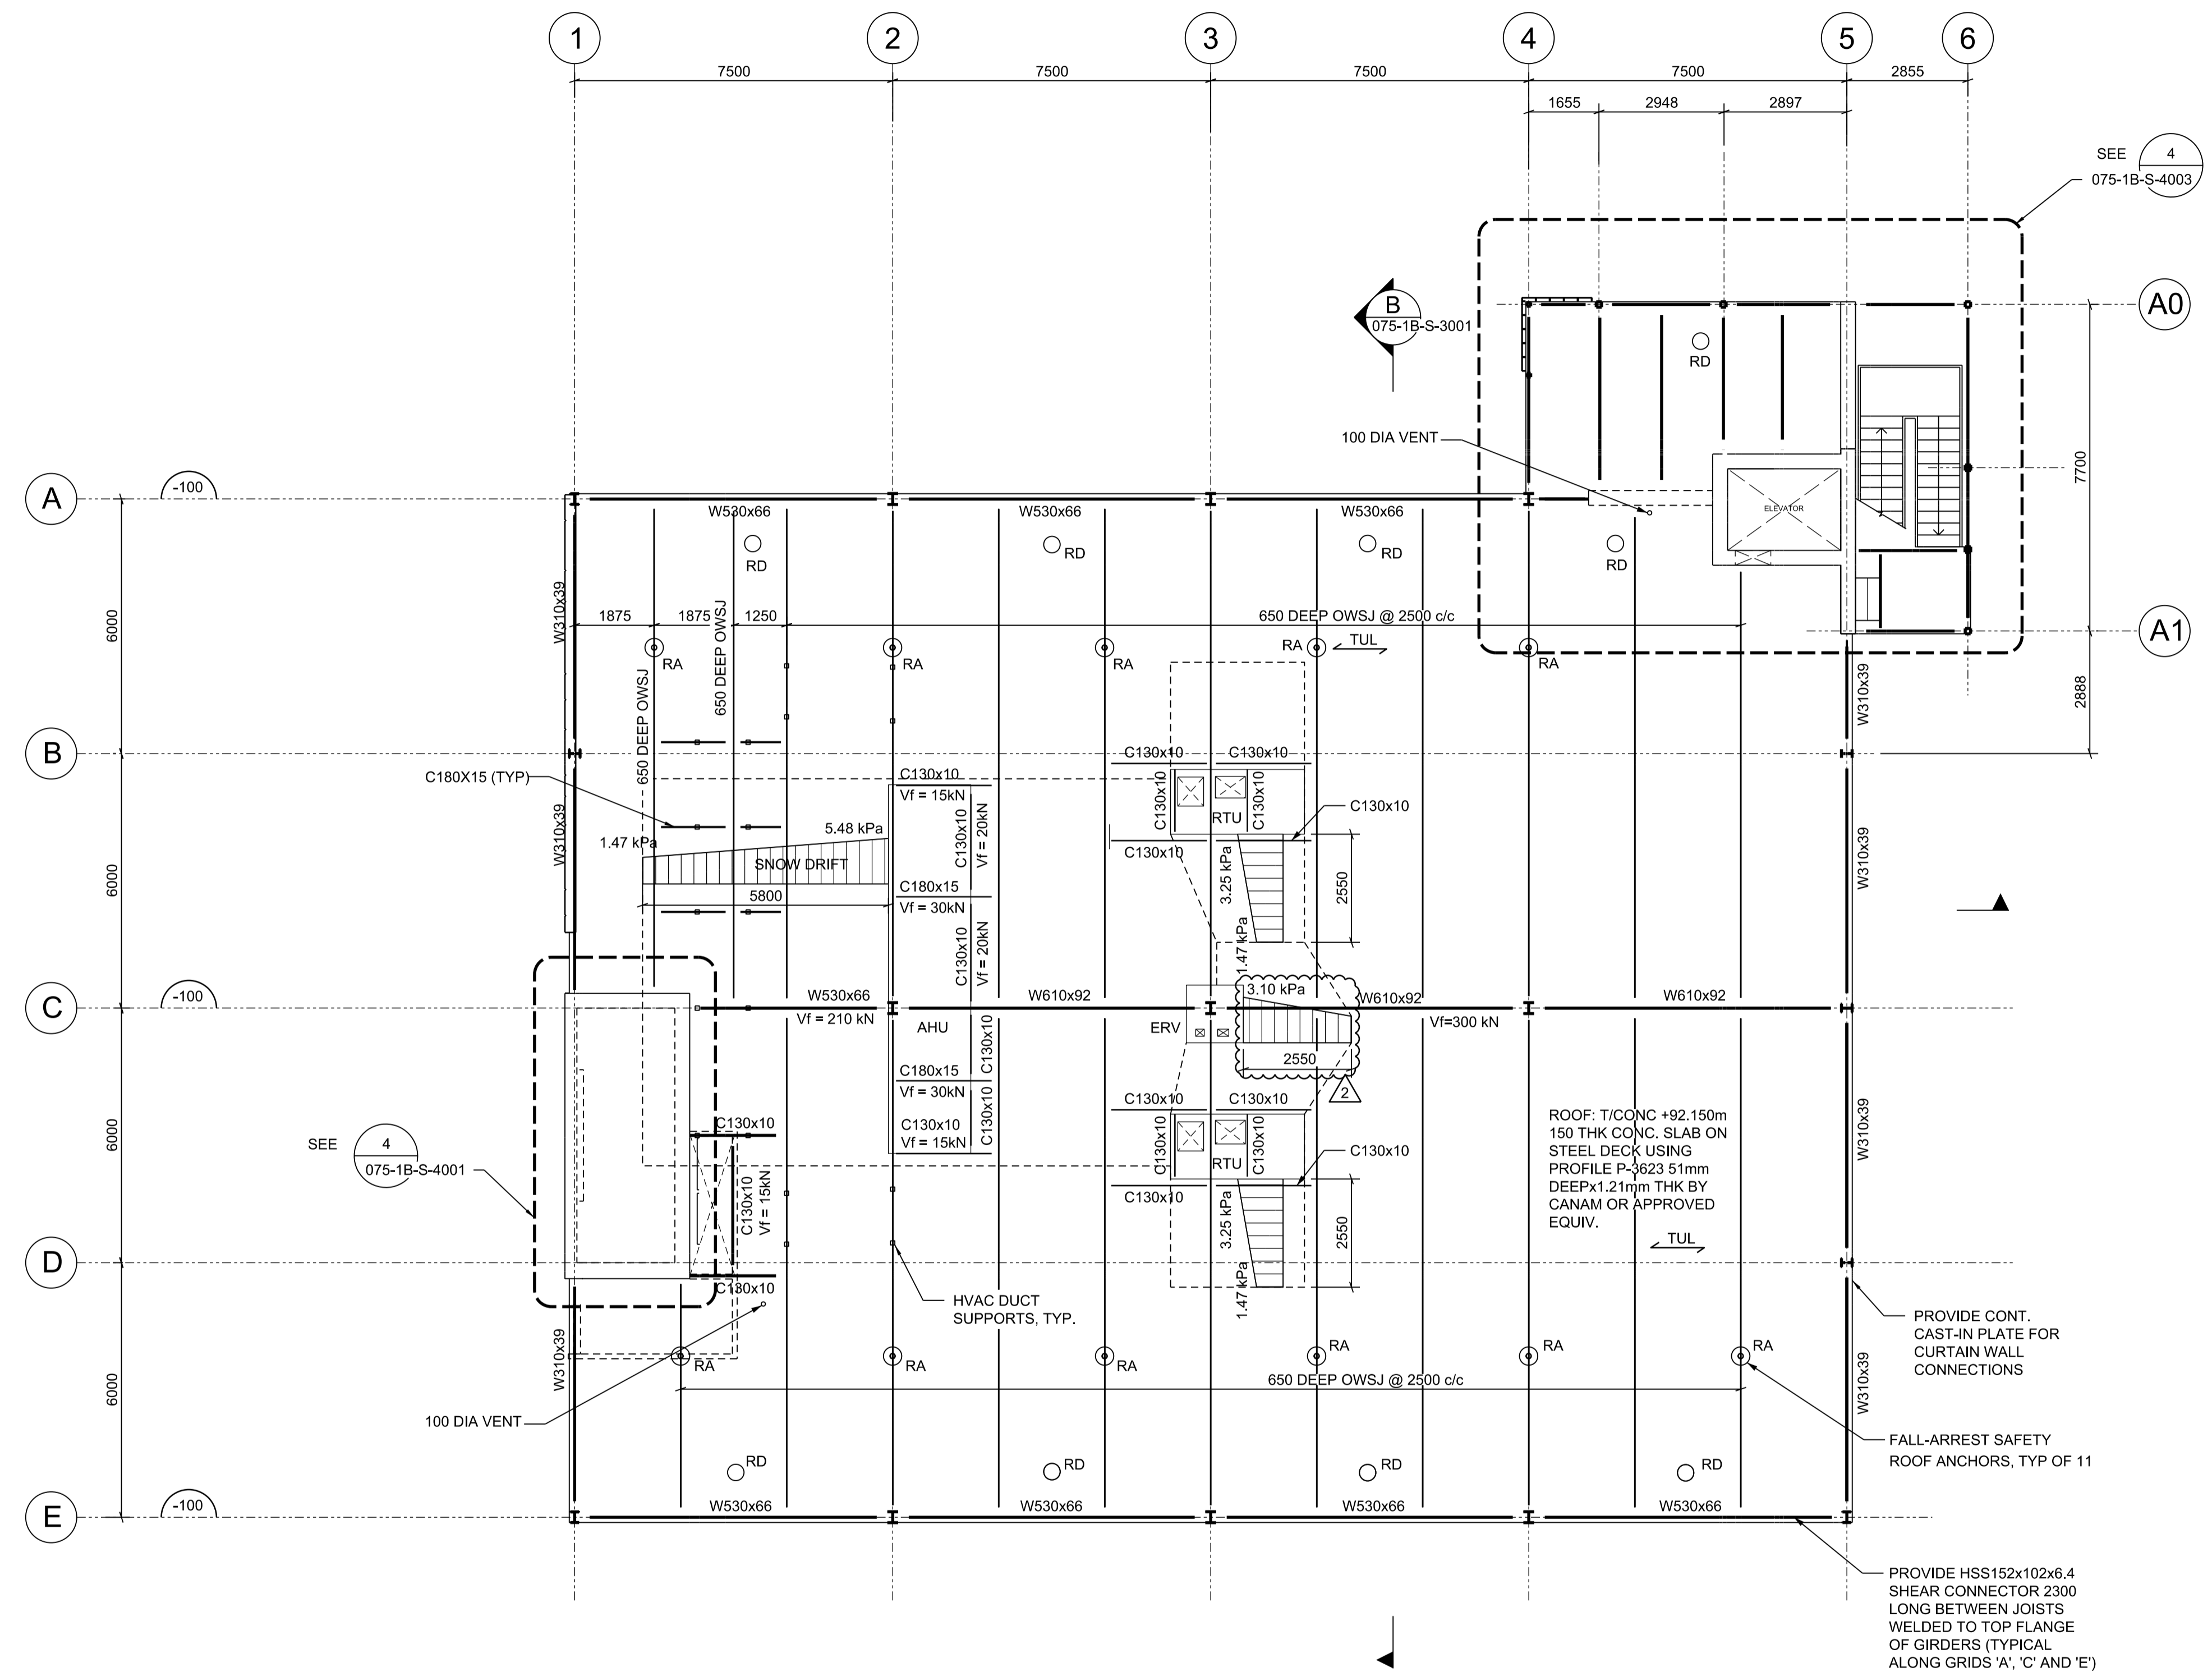 1
2
3
4
5
6
7500
7500
7500
7500
2855
1655
2948
2897
SEE
4
075-1B-S-4003
A0
B
075-1B-S-3001
RD
100 DIA VENT
7700
A
-100
W530x66
W530x66
W530x66
ELEVATOR
RD
RD
RD
RD
W310x39
6000
1875
1875
1250
650 DEEP OWSJ @ 2500 c/c
A1
650 DEEP OWSJ
650 DEEP OWSJ
RA
RA
RA
RA
TUL
RA
W310x39
2888
B
C180X15 (TYP)
C130x10
Vf = 15kN
C130x10
C130x10
C130x10
C130x10
RTU
C130x10
W310x39
1.47 kPa
5.48 kPa
SNOW DRIFT
C130x10
Vf = 20kN
C130x10
W310x39
6000
5800
C180x15
Vf = 30kN
3.25 kPa
2550
C130x10
Vf = 20kN
1.47 kPa
C
-100
W530x66
Vf = 210 kN
AHU
W610x92
ERV
3.10 kPa
W610x92
Vf=300 kN
W610x92
C130x10
2550
2
C180x15
Vf = 30kN
C130x10
C130x10
Vf = 15kN
C130x10
C130x10
C130x10
C130x10
RTU
C130x10
C130x10
ROOF: T/CONC +92.150m
150 THK CONC. SLAB ON
STEEL DECK USING
PROFILE P-3623 51mm
DEEPx1.21mm THK BY
CANAM OR APPROVED
EQUIV.
TUL
W310x39
6000
SEE
4
075-1B-S-4001
C130x10
C130x10
Vf = 15kN
C130x10
C130x10
3.25 kPa
2550
1.47 kPa
D
HVAC DUCT
SUPPORTS, TYP.
PROVIDE CONT.
CAST-IN PLATE FOR
CURTAIN WALL
CONNECTIONS
W310x39
RA
RA
RA
RA
RA
RA
6000
650 DEEP OWSJ @ 2500 c/c
W310x39
100 DIA VENT
FALL-ARREST SAFETY
ROOF ANCHORS, TYP OF 11
RD
RD
RD
RD
E
-100
W530x66
W530x66
W530x66
W530x66
PROVIDE HSS152x102x6.4
SHEAR CONNECTOR 2300
LONG BETWEEN JOISTS
WELDED TO TOP FLANGE
OF GIRDERS (TYPICAL
ALONG GRIDS 'A', 'C' AND 'E')